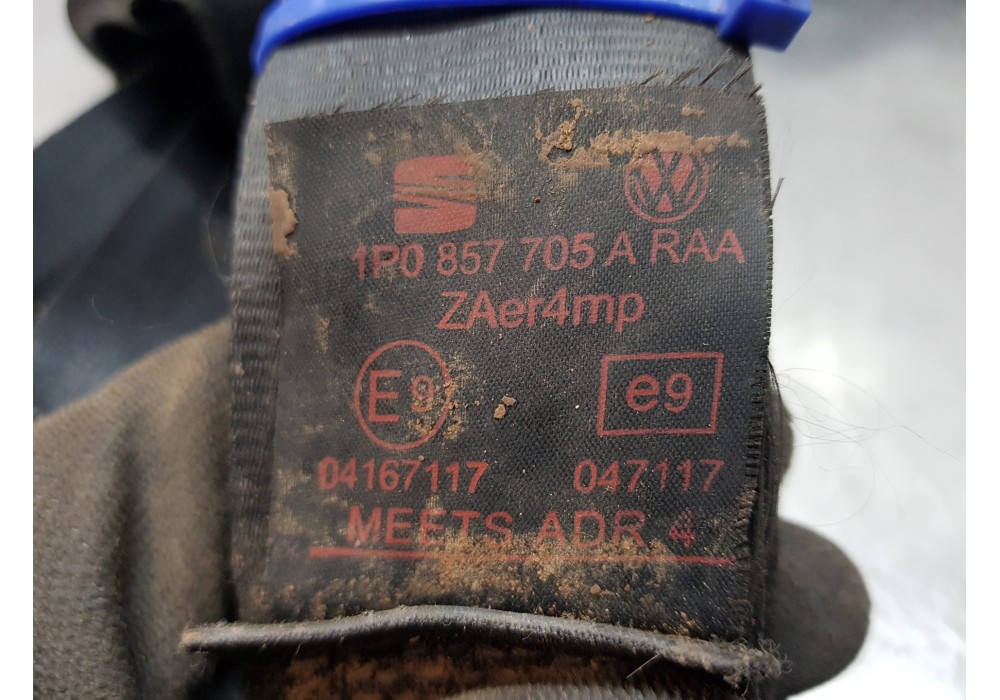 1P0 857 705 A RAA
ZAer4mp
E9 e9
04167117 047117
MEETS ADR 4